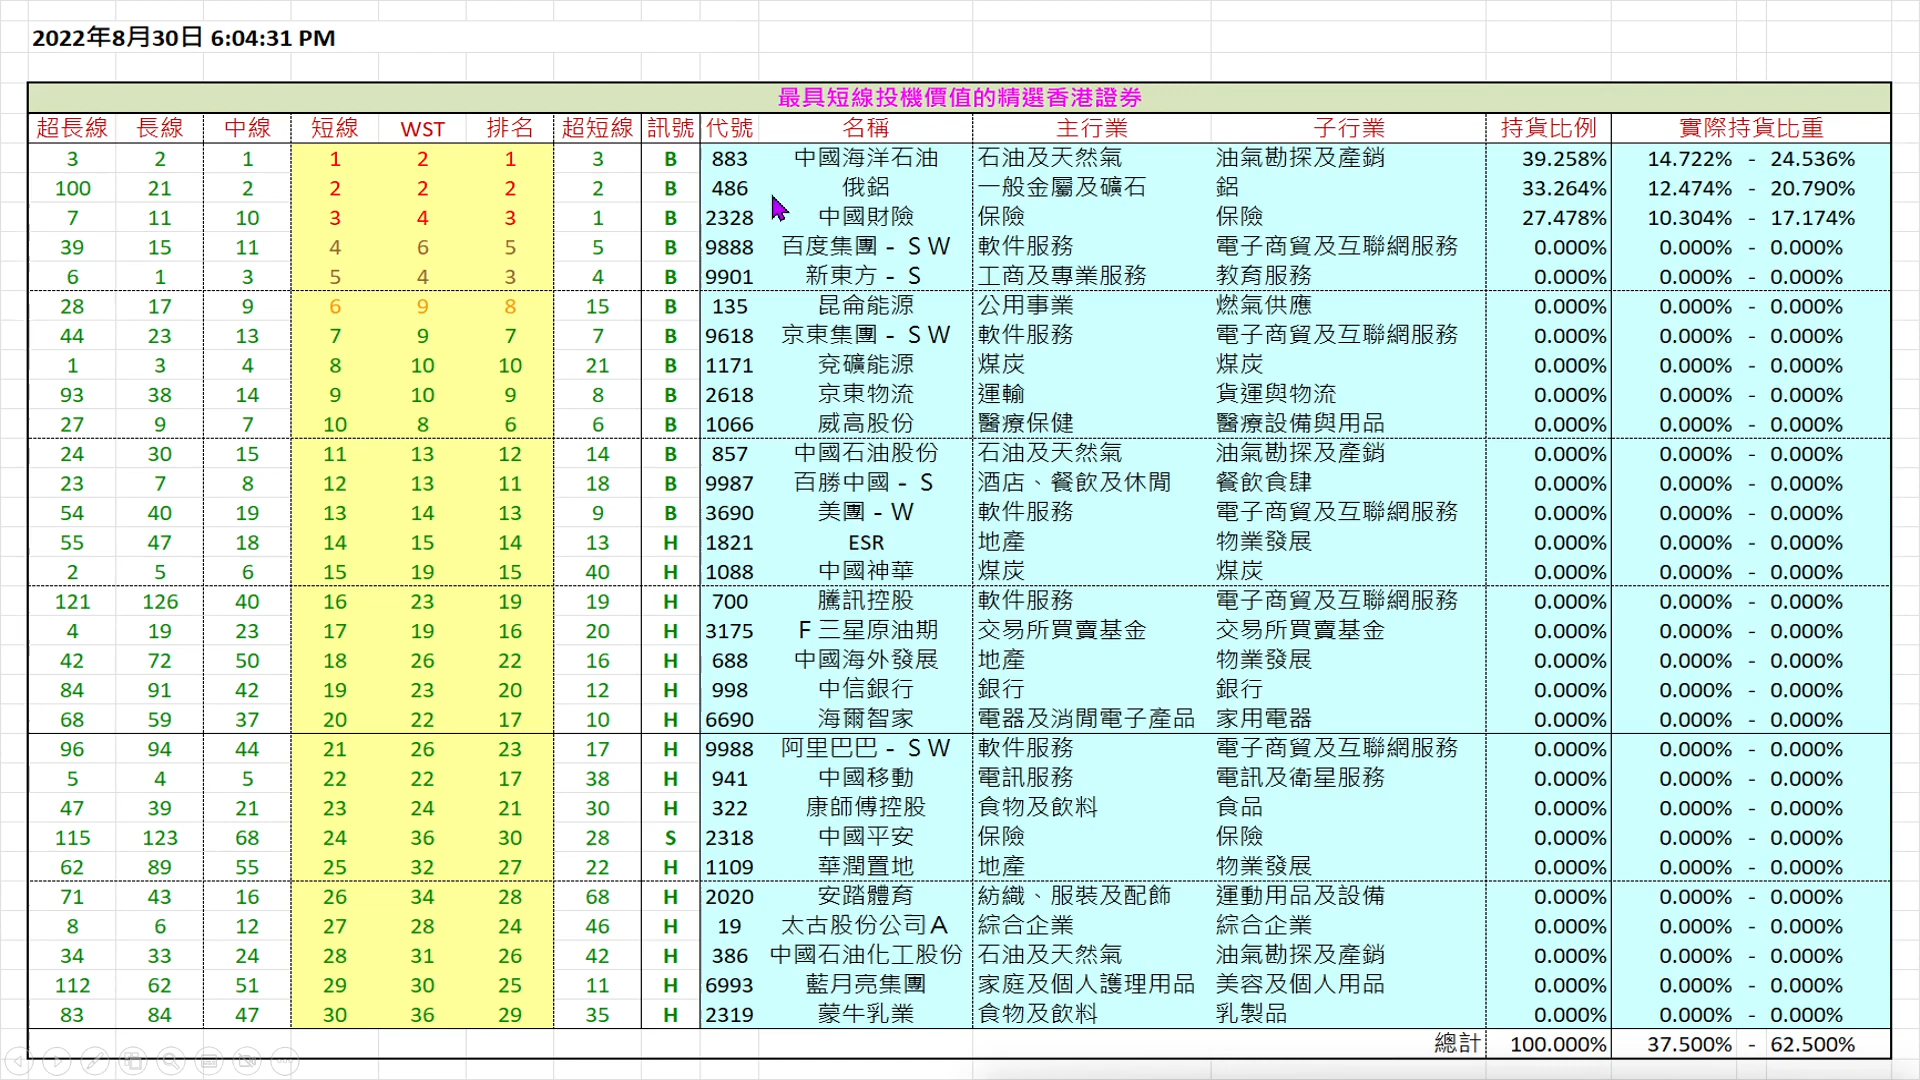 2022年8月30日 6:04:31 PM
最具短線投機價值的精選香港證券
超長線 長線 中線 短線 WST 排名 超短線 訊號 代號 名稱 主行業 子行業 持貨比例 實際持貨比重
3 2 1 1 2 1 3 B 883 中國海洋石油 石油及天然氣 油氣勘探及產銷 39.258% 14.722% - 24.536%
100 21 2 2 2 2 2 B 486 俄鋁 一般金屬及礦石 鋁 33.264% 12.474% - 20.790%
7 11 10 3 4 3 1 B 2328 中國財險 保險 保險 27.478% 10.304% - 17.174%
39 15 11 4 6 5 5 B 9888 百度集團－ＳＷ 軟件服務 電子商貿及互聯網服務 0.000% 0.000% - 0.000%
6 1 3 5 4 3 4 B 9901 新東方－Ｓ 工商及專業服務 教育服務 0.000% 0.000% - 0.000%
28 17 9 6 9 8 15 B 135 昆侖能源 公用事業 燃氣供應 0.000% 0.000% - 0.000%
44 23 13 7 9 7 7 B 9618 京東集團－ＳＷ 軟件服務 電子商貿及互聯網服務 0.000% 0.000% - 0.000%
1 3 4 8 10 10 21 B 1171 兗礦能源 煤炭 煤炭 0.000% 0.000% - 0.000%
93 38 14 9 10 9 8 B 2618 京東物流 運輸 貨運與物流 0.000% 0.000% - 0.000%
27 9 7 10 8 6 6 B 1066 威高股份 醫療保健 醫療設備與用品 0.000% 0.000% - 0.000%
24 30 15 11 13 12 14 B 857 中國石油股份 石油及天然氣 油氣勘探及產銷 0.000% 0.000% - 0.000%
23 7 8 12 13 11 18 B 9987 百勝中國－Ｓ 酒店、餐飲及休閒 餐飲食肆 0.000% 0.000% - 0.000%
54 40 19 13 14 13 9 B 3690 美團－Ｗ 軟件服務 電子商貿及互聯網服務 0.000% 0.000% - 0.000%
55 47 18 14 15 14 13 H 1821 ESR 地產 物業發展 0.000% 0.000% - 0.000%
2 5 6 15 19 15 40 H 1088 中國神華 煤炭 煤炭 0.000% 0.000% - 0.000%
121 126 40 16 23 19 19 H 700 騰訊控股 軟件服務 電子商貿及互聯網服務 0.000% 0.000% - 0.000%
4 19 23 17 19 16 20 H 3175 Ｆ三星原油期 交易所買賣基金 交易所買賣基金 0.000% 0.000% - 0.000%
42 72 50 18 26 22 16 H 688 中國海外發展 地產 物業發展 0.000% 0.000% - 0.000%
84 91 42 19 23 20 12 H 998 中信銀行 銀行 銀行 0.000% 0.000% - 0.000%
68 59 37 20 22 17 10 H 6690 海爾智家 電器及消閒電子產品 家用電器 0.000% 0.000% - 0.000%
96 94 44 21 26 23 17 H 9988 阿里巴巴－ＳＷ 軟件服務 電子商貿及互聯網服務 0.000% 0.000% - 0.000%
5 4 5 22 22 17 38 H 941 中國移動 電訊服務 電訊及衛星服務 0.000% 0.000% - 0.000%
47 39 21 23 24 21 30 H 322 康師傅控股 食物及飲料 食品 0.000% 0.000% - 0.000%
115 123 68 24 36 30 28 S 2318 中國平安 保險 保險 0.000% 0.000% - 0.000%
62 89 55 25 32 27 22 H 1109 華潤置地 地產 物業發展 0.000% 0.000% - 0.000%
71 43 16 26 34 28 68 H 2020 安踏體育 紡織、服裝及配飾 運動用品及設備 0.000% 0.000% - 0.000%
8 6 12 27 28 24 46 H 19 太古股份公司Ａ 綜合企業 綜合企業 0.000% 0.000% - 0.000%
34 33 24 28 31 26 42 H 386 中國石油化工股份 石油及天然氣 油氣勘探及產銷 0.000% 0.000% - 0.000%
112 62 51 29 30 25 11 H 6993 藍月亮集團 家庭及個人護理用品 美容及個人用品 0.000% 0.000% - 0.000%
83 84 47 30 36 29 35 H 2319 蒙牛乳業 食物及飲料 乳製品 0.000% 0.000% - 0.000%
總計 100.000% 37.500% - 62.500%